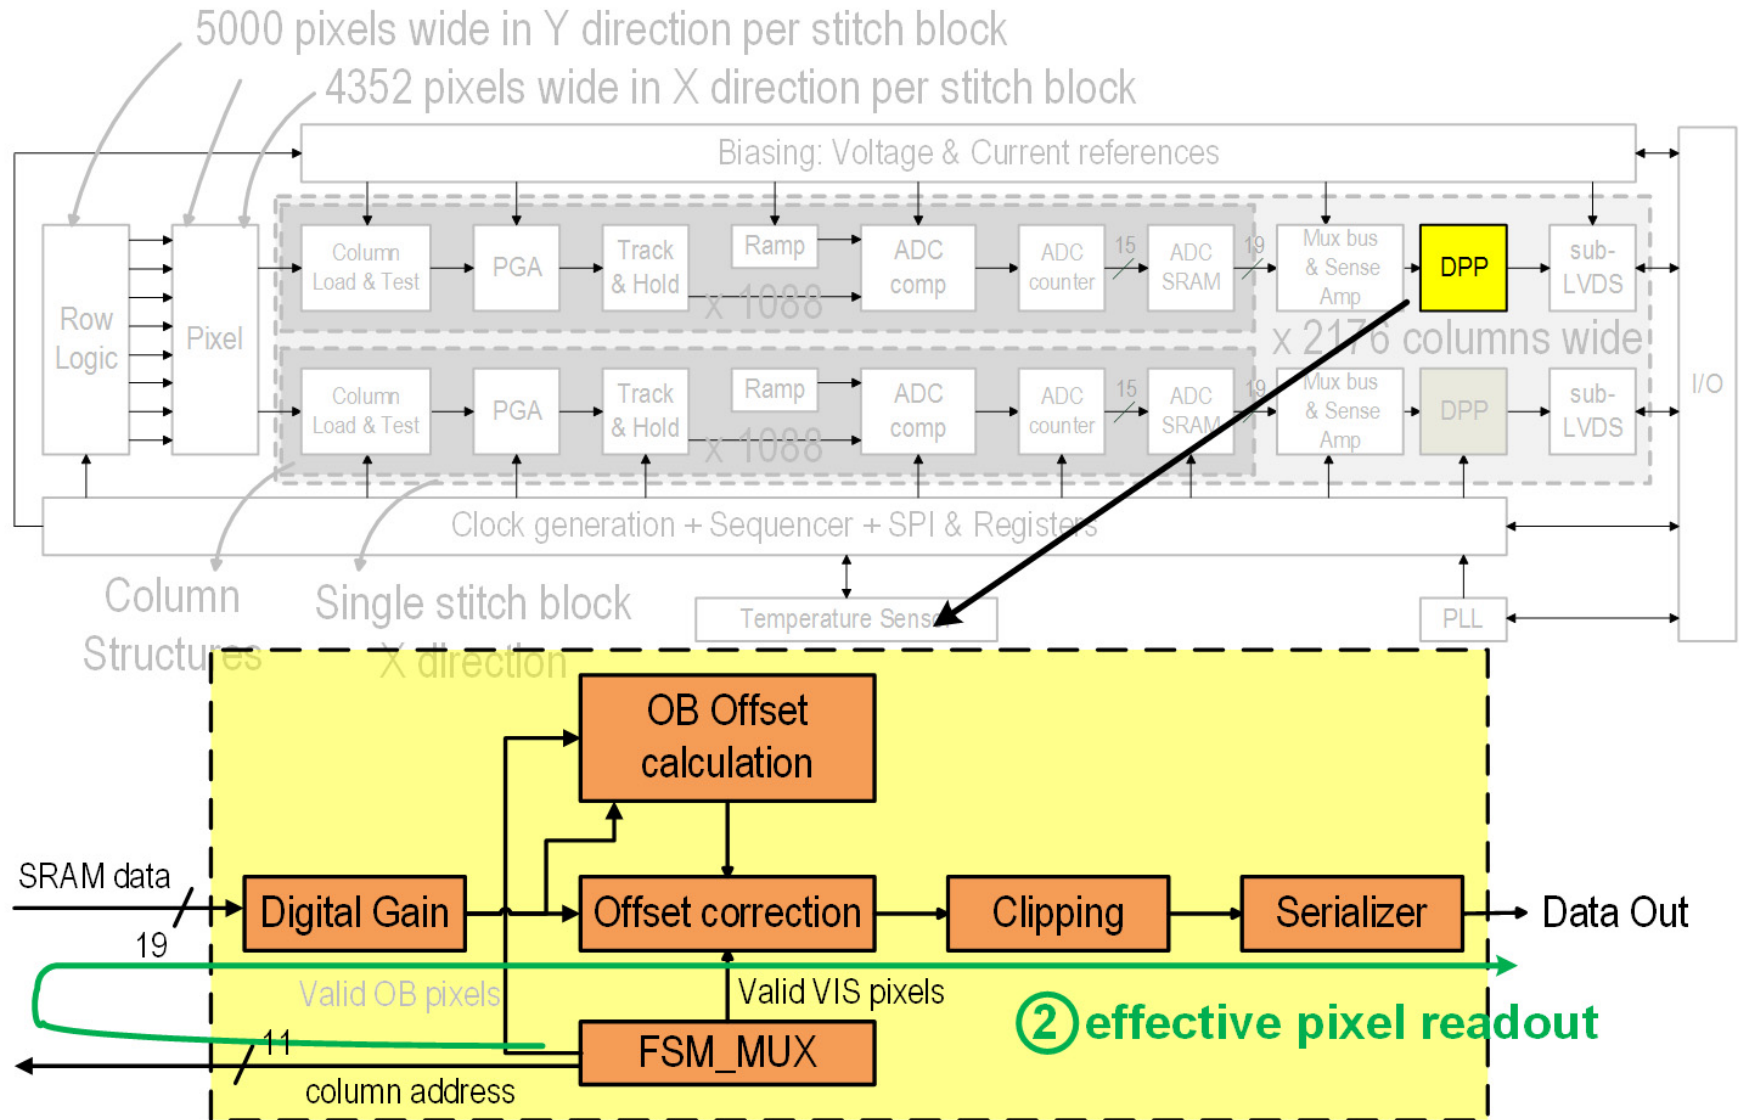 5000 pixels wide in Y direction per stitch block
4352 pixels wide in X direction per stitch block
Biasing: Voltage & Current references
Row
Logic
Pixel
Column
Load & Test
PGA
Track
& Hold
Ramp
ADC
comp
ADC
counter
15
ADC
SRAM
19
Mux bus
& Sense
Amp
DPP
sub-
LVDS
x 1088
x 2176 columns wide
I/O
Column
Load & Test
PGA
Track
& Hold
Ramp
ADC
comp
ADC
counter
15
ADC
SRAM
19
Mux bus
& Sense
Amp
DPP
sub-
LVDS
x 1088
Clock generation + Sequencer + SPI & Registers
Column
Structures
Single stitch block
X direction
Temperature Sensor
PLL
OB Offset
calculation
SRAM data
19
Digital Gain
Offset correction
Clipping
Serializer
Data Out
Valid OB pixels
Valid VIS pixels
2 effective pixel readout
11
FSM_MUX
column address